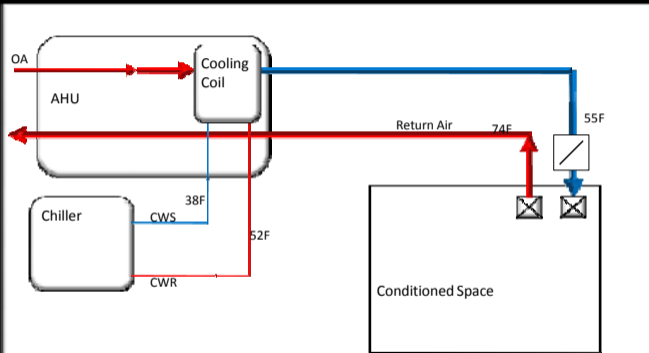 OA
Cooling
Coil
AHU
55F
Return Air
74F
38F
Chiller
CWS
52F
CWR
Conditioned Space